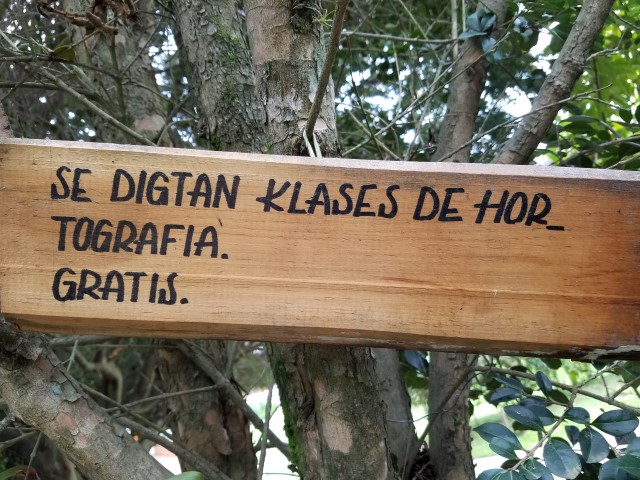 SE DIGTAN KLASES DE HOR_
TOGRAFIA.
GRATIS.